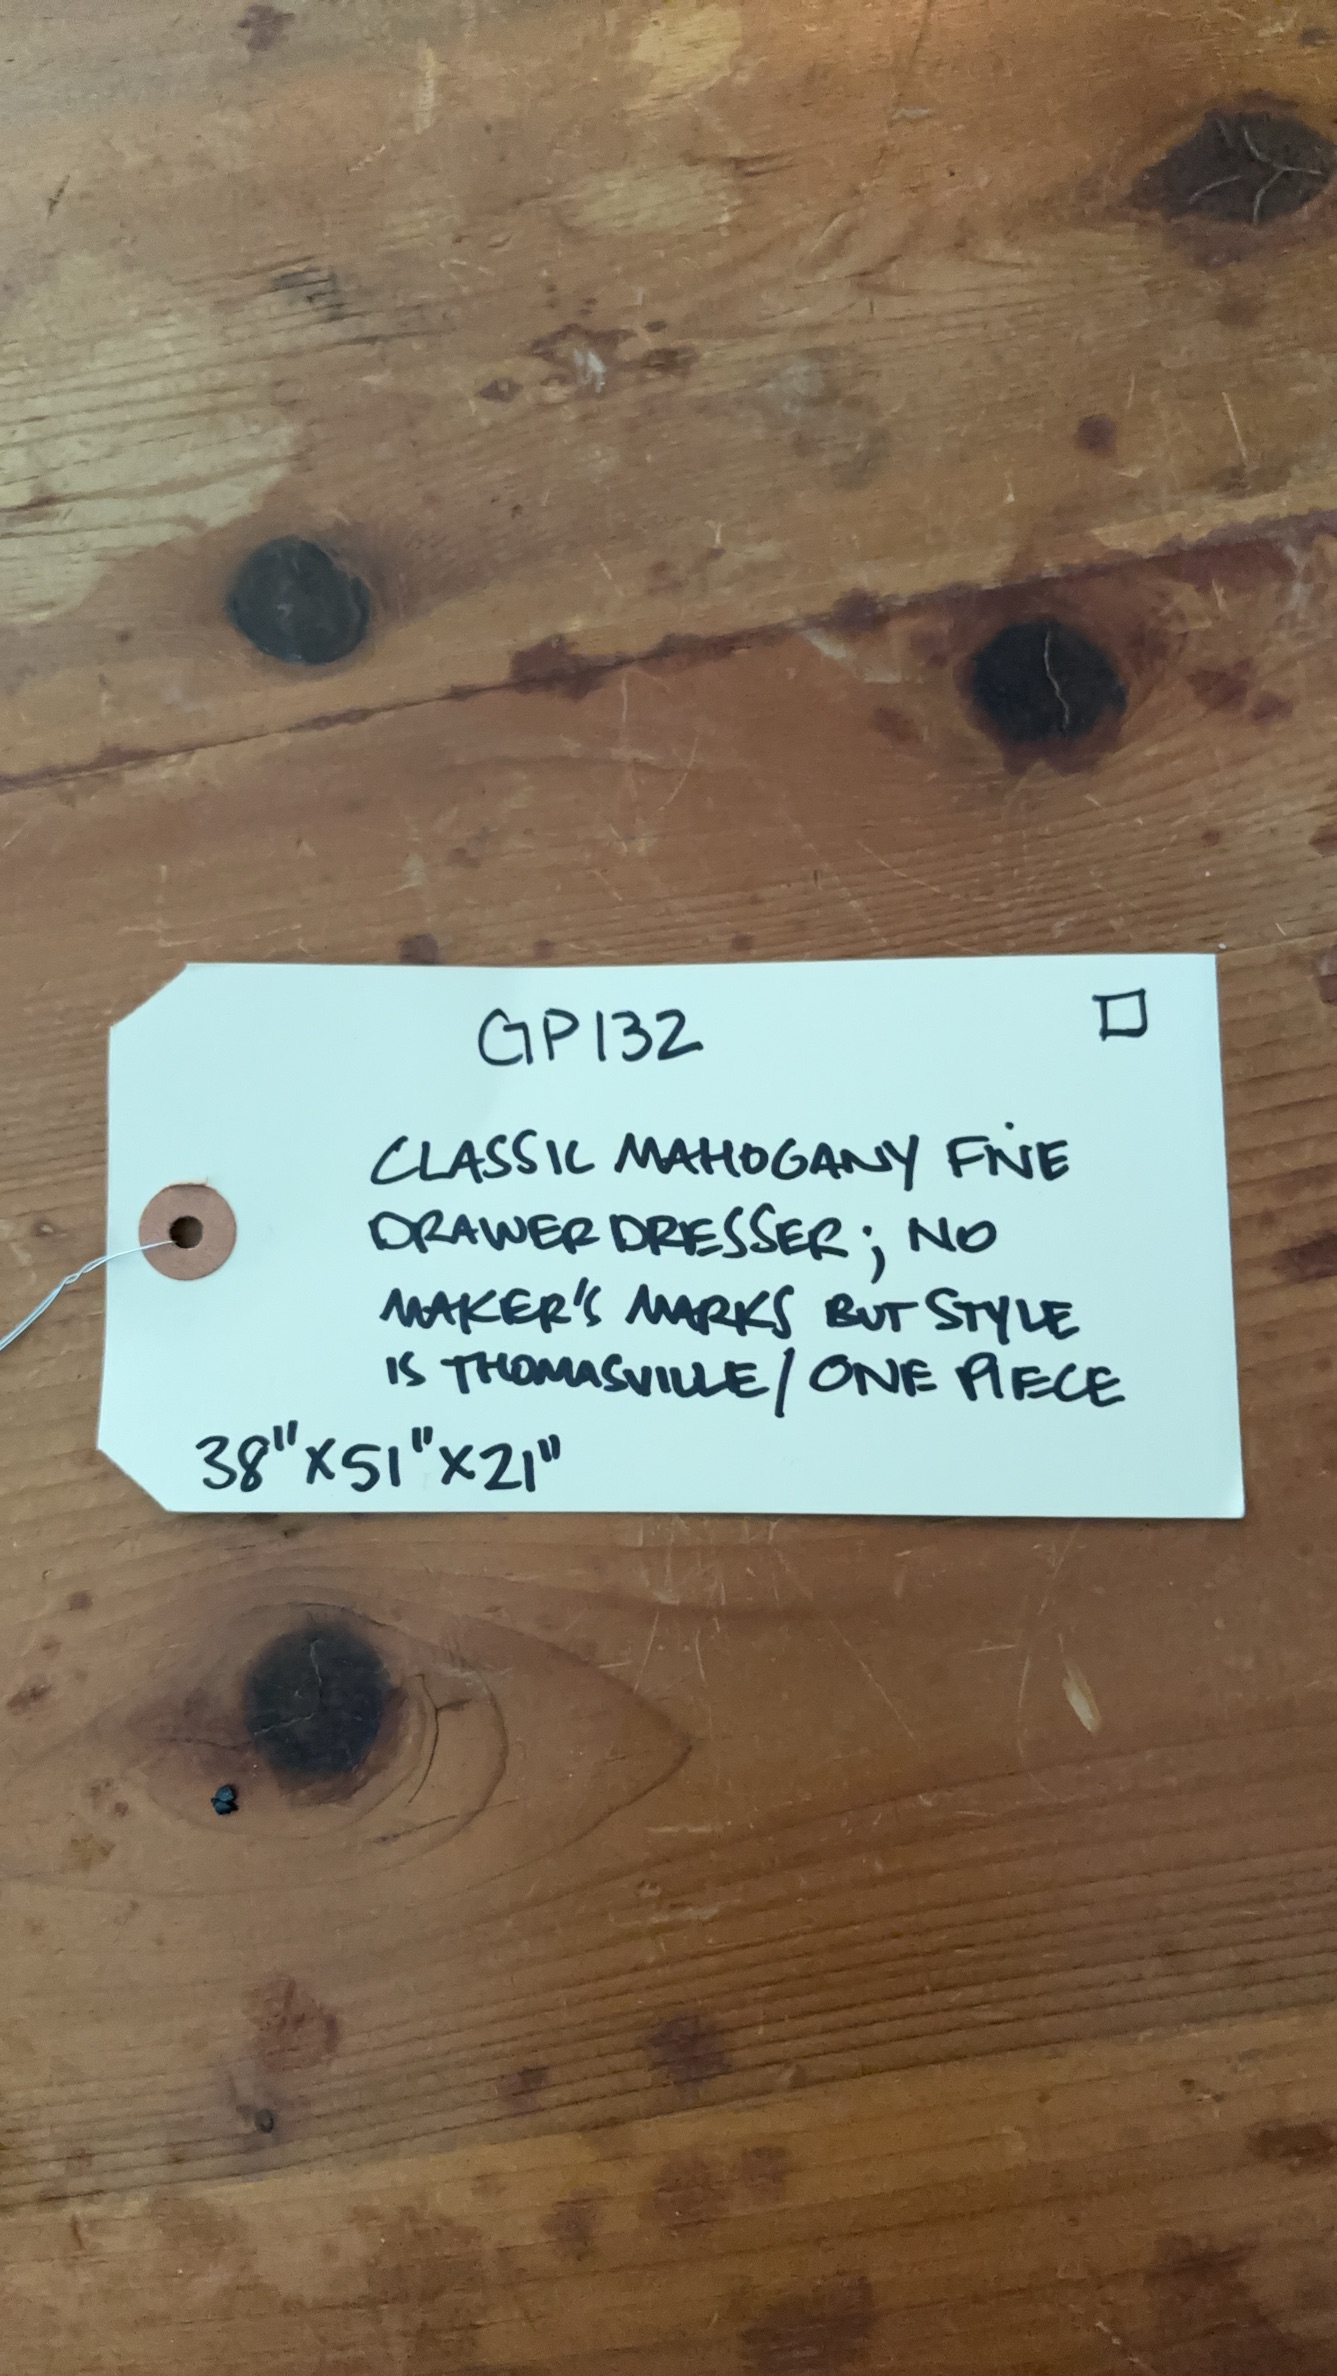 GP132
CLASSIC MAHOGANY FIVE
DRAWER DRESSER; NO
MAKER'S MARKS BUT STYLE
IS THOMASVILLE/ ONE PIECE
38"X51"X21"